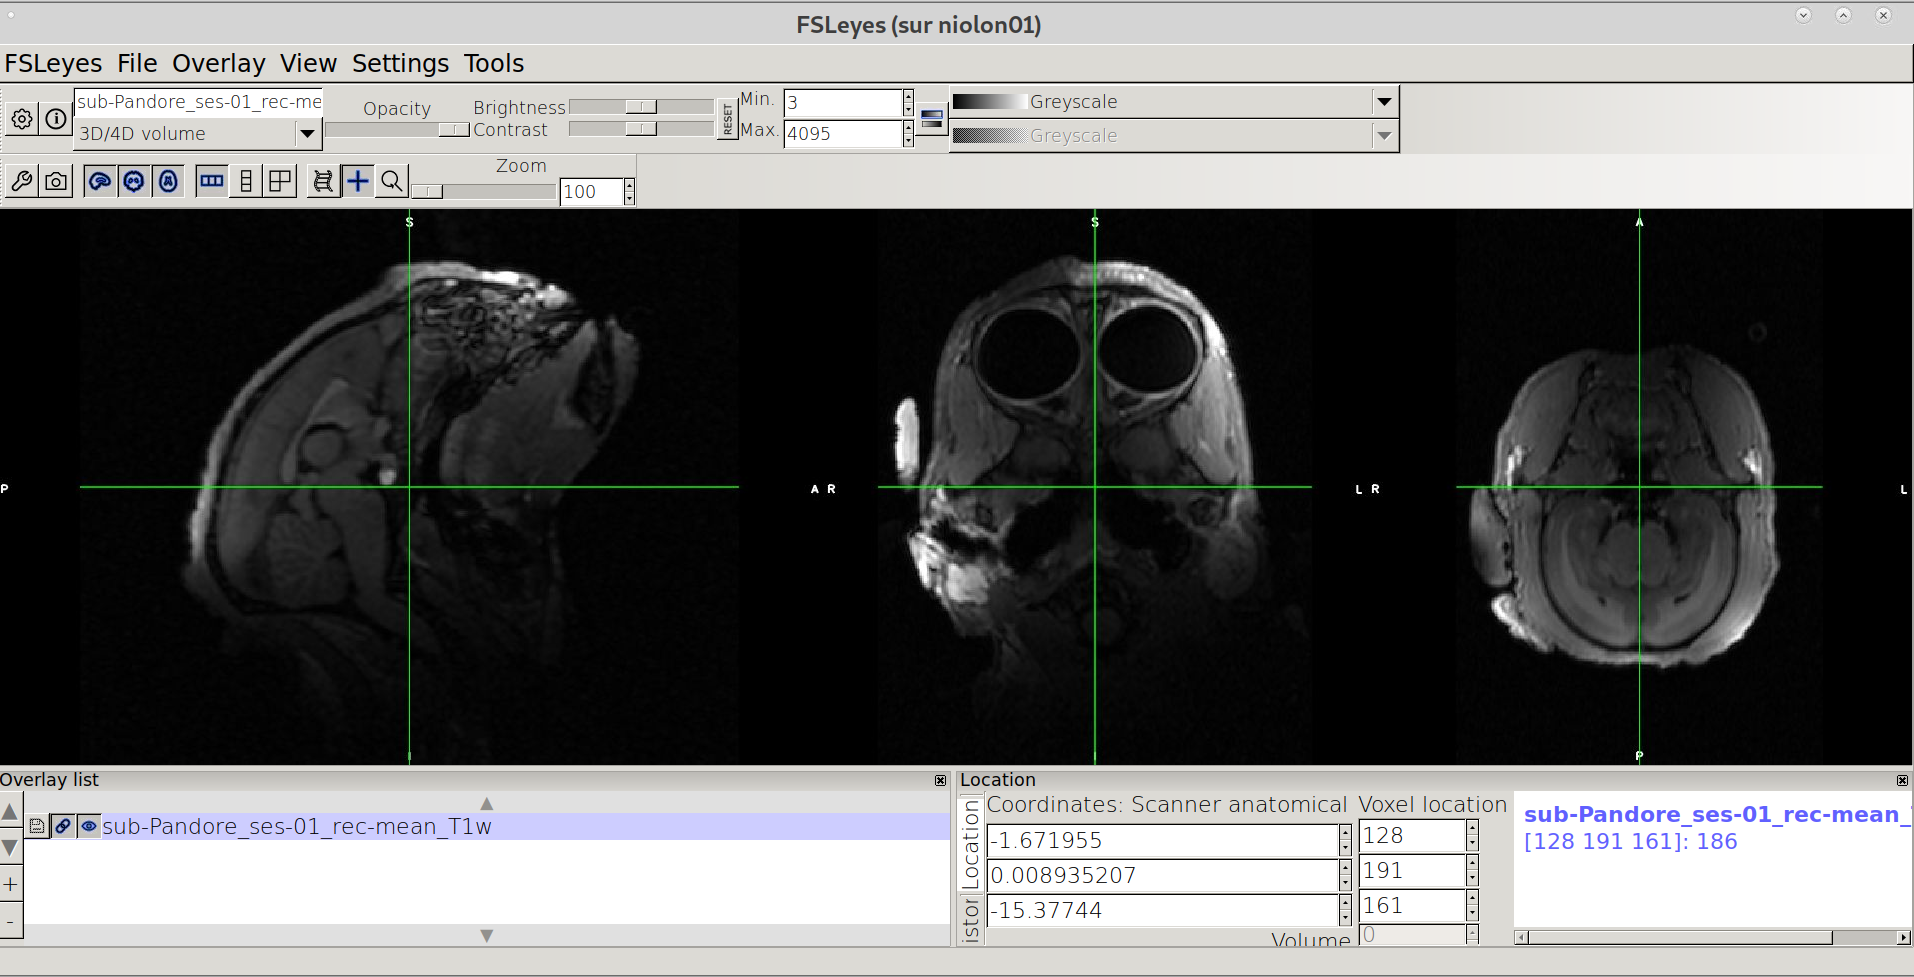 FSLeyes (sur niolon01)
FSLeyes File Overlay View Settings Tools
sub-Pandore_ses-01_rec-me
3D/4D volume
Opacity
Brightness
Contrast
RESET
Min. 3
Max. 4095
Greyscale
Greyscale
Zoom
100
S S A
P A R L R L
I I P
Overlay list
sub-Pandore_ses-01_rec-mean_T1w
+
-
Location
Location
istor
Coordinates: Scanner anatomical Voxel location
-1.671955 128
0.008935207 191
-15.37744 161
Volume 0
sub-Pandore_ses-01_rec-mean_
[128 191 161]: 186